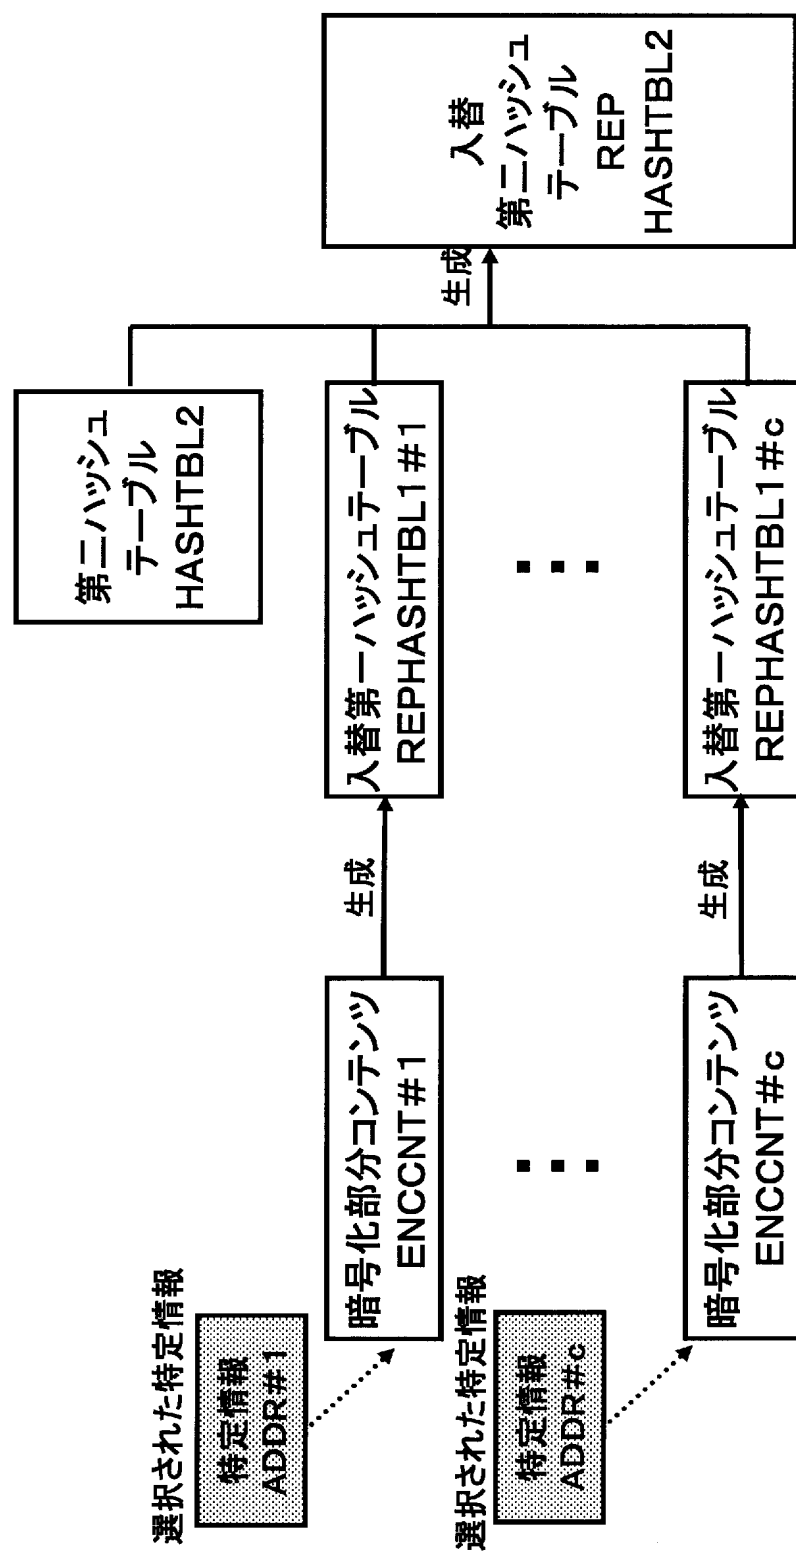 選択された特定情報
特定情報
ADDR#1
暗号化部分コンテンツ
ENCCNT#1
生成
入替第一ハッシュテーブル
REPHASHTBL1#1
第二ハッシュ
テーブル
HASHTBL2
選択された特定情報
特定情報
ADDR#c
暗号化部分コンテンツ
ENCCNT#c
生成
入替第一ハッシュテーブル
REPHASHTBL1#c
生成
入替
第二ハッシュ
テーブル
REP
HASHTBL2